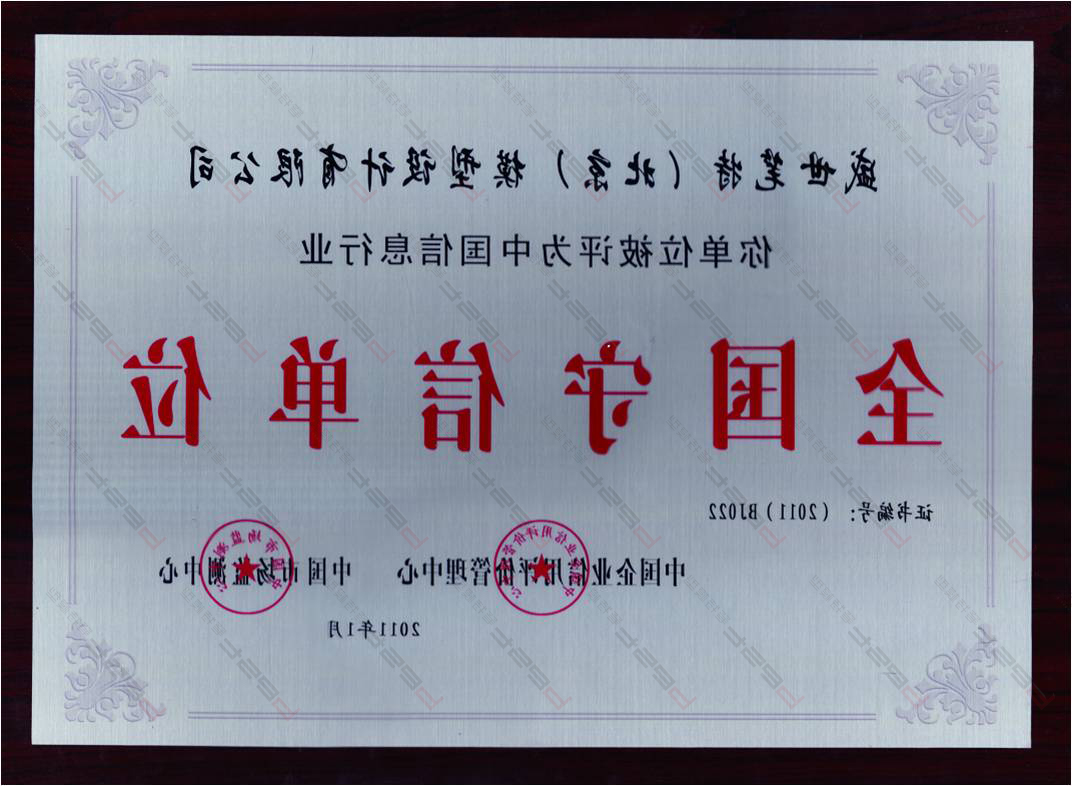 盛世笔特（北京）模型设计有限公司
你单位被评为中国信息行业
全国守信单位
证书编号：（2011）BJ022
中国企业信用评价管理中心 中国市场监测中心
2011年1月